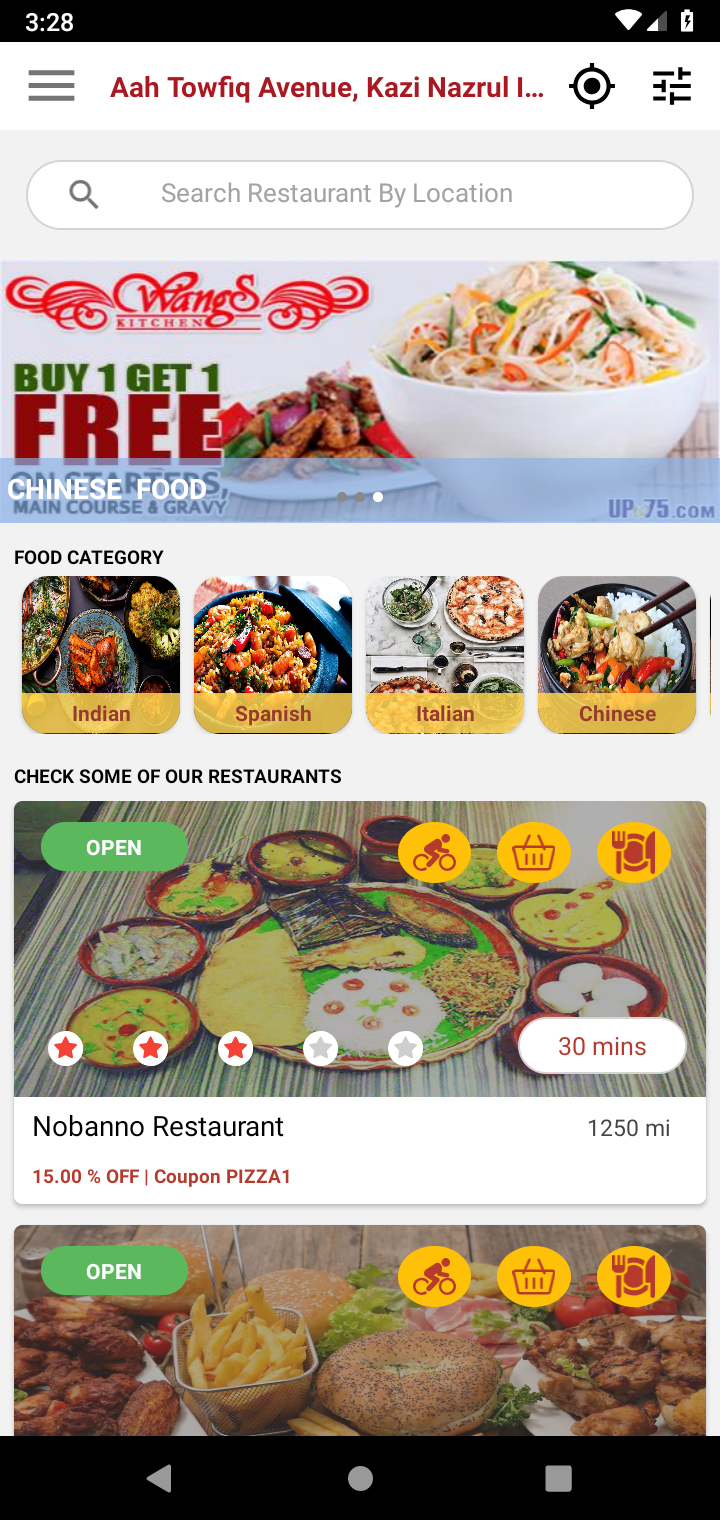 3:28
Aah Towfiq Avenue, Kazi Nazrul I...
Search Restaurant By Location
WangS
KITCHEN
BUY 1 GET 1
FREE
ON STARTERS,
CHINESE FOOD
MAIN COURSE & GRAVY
UPto75.COM
FOOD CATEGORY
Indian
Spanish
Italian
Chinese
CHECK SOME OF OUR RESTAURANTS
OPEN
30 mins
Nobanno Restaurant
1250 mi
15.00 % OFF | Coupon PIZZA1
OPEN